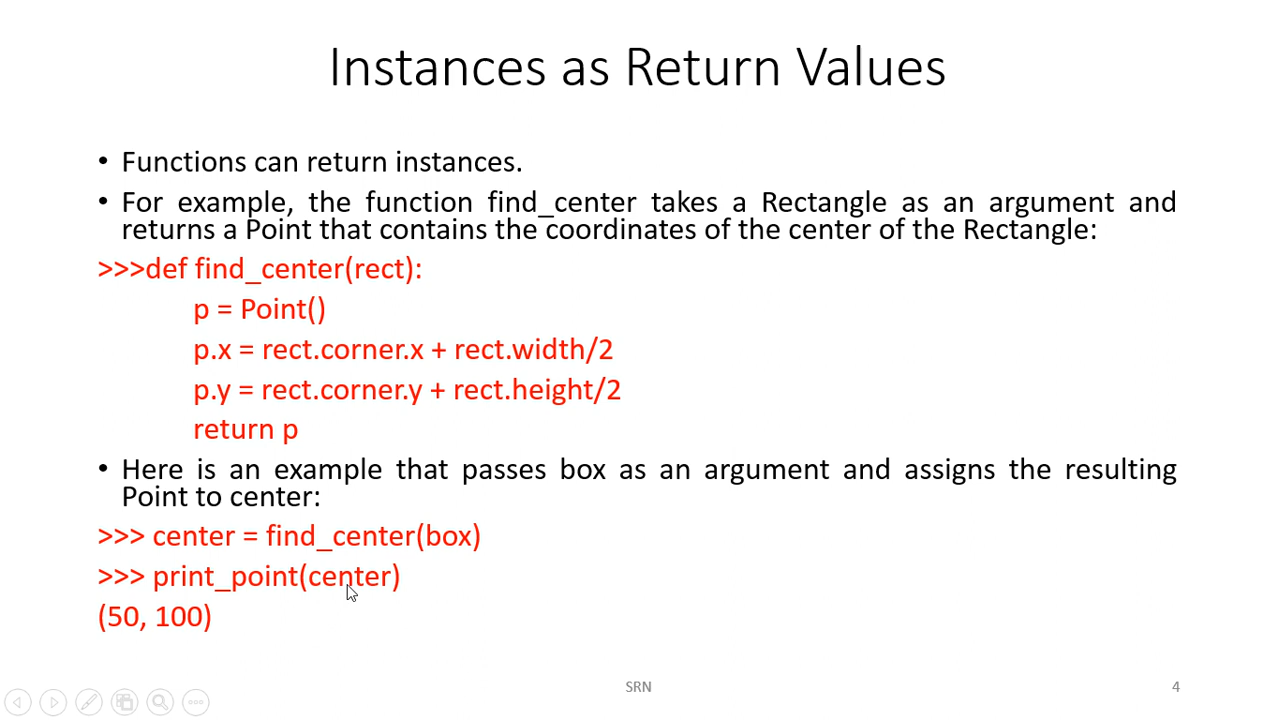 Instances as Return Values
• Functions can return instances.
• For example, the function find_center takes a Rectangle as an argument and
returns a Point that contains the coordinates of the center of the Rectangle:
>>>def find_center(rect):
p = Point()
p.x = rect.corner.x + rect.width/2
p.y = rect.corner.y + rect.height/2
return p
• Here is an example that passes box as an argument and assigns the resulting
Point to center:
>>> center = find_center(box)
>>> print_point(center)
(50, 100)
SRN
4